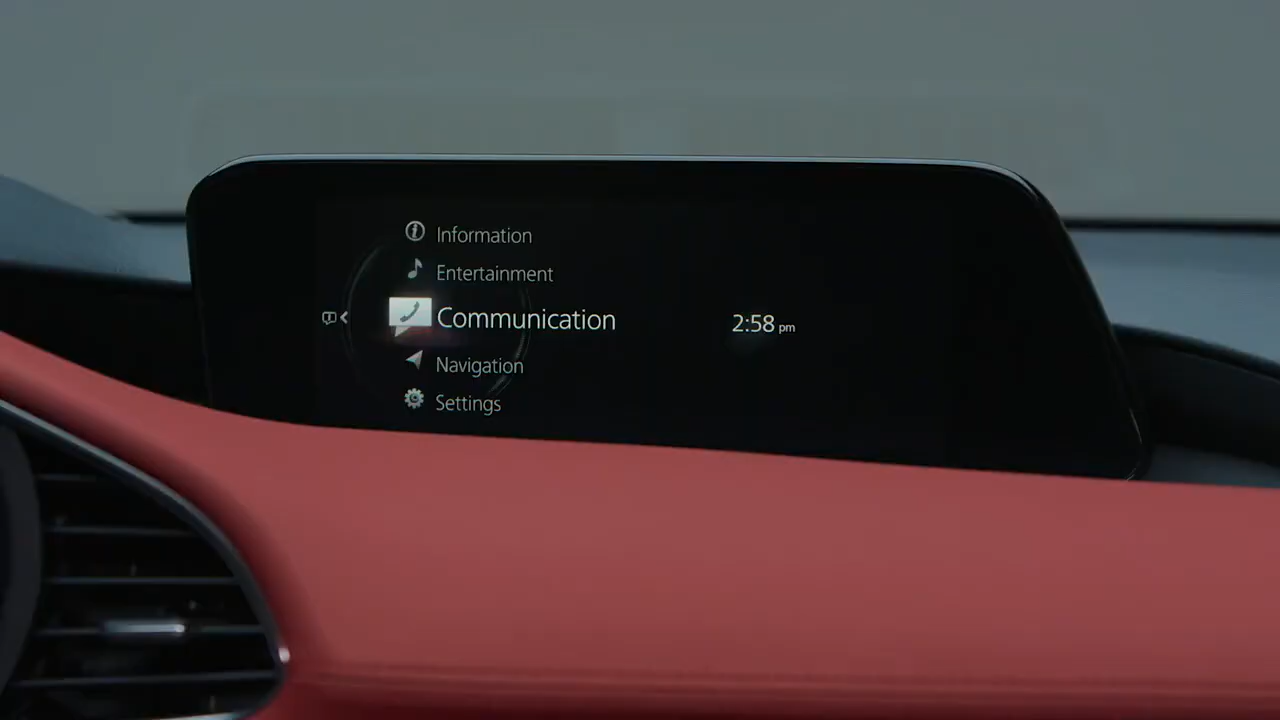 Information
Entertainment
Communication
2:58 pm
Navigation
Settings